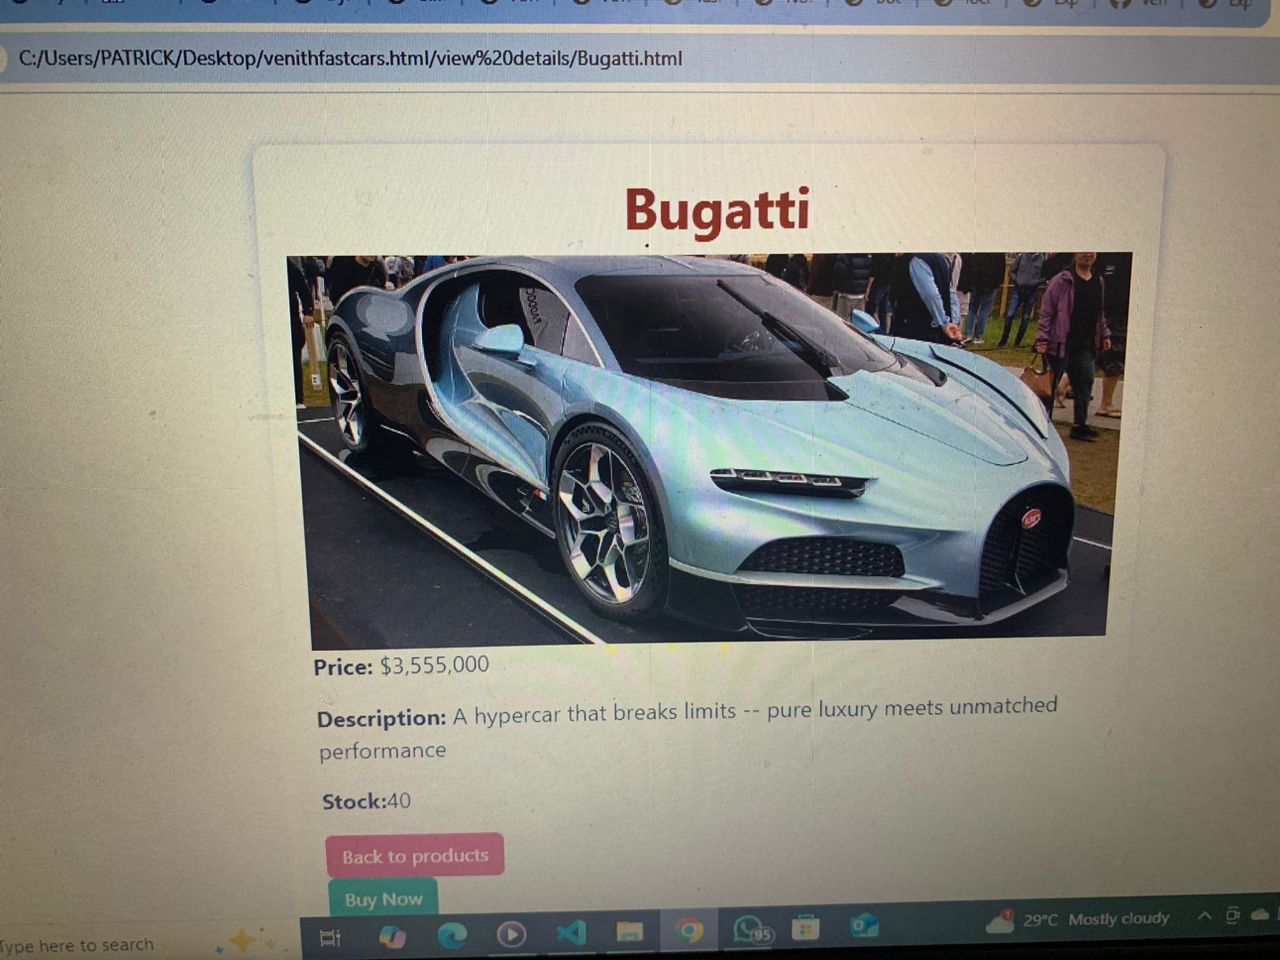 C:/Users/PATRICK/Desktop/venithfastcars.html/view%20details/Bugatti.html
Bugatti
Price: $3,555,000
Description: A hypercar that breaks limits -- pure luxury meets unmatched
performance
Stock:40
Back to products
Buy Now
Type here to search
95
1
29°C Mostly cloudy